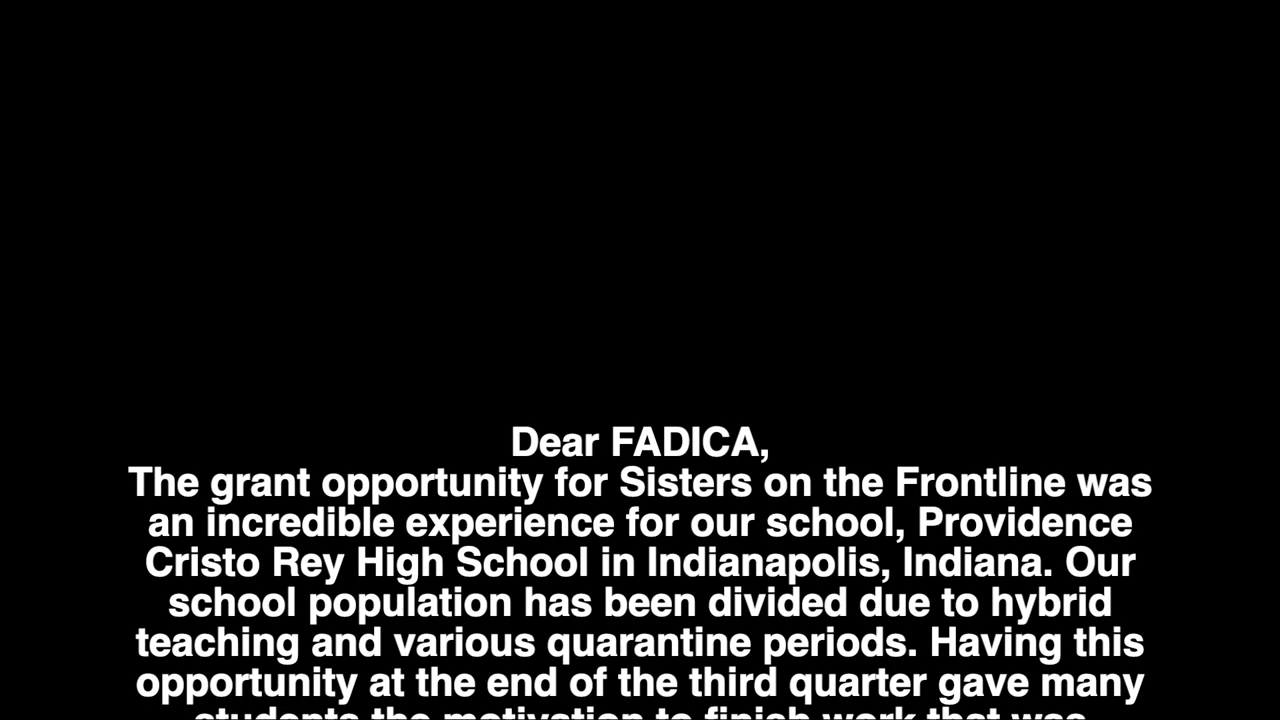 Dear FADICA,
The grant opportunity for Sisters on the Frontline was
an incredible experience for our school, Providence
Cristo Rey High School in Indianapolis, Indiana. Our
school population has been divided due to hybrid
teaching and various quarantine periods. Having this
opportunity at the end of the third quarter gave many
students the motivation to finish work that was